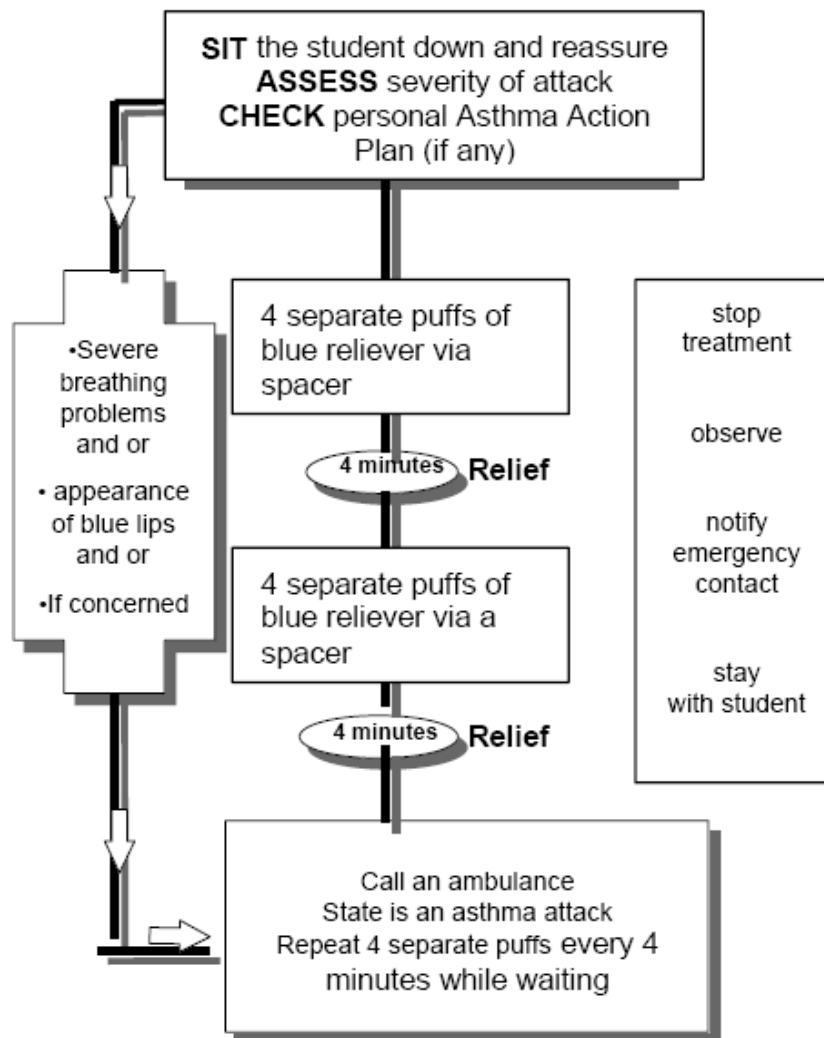 SIT the student down and reassure
ASSESS severity of attack
CHECK personal Asthma Action
Plan (if any)
•Severe
breathing
problems
and or
• appearance
of blue lips
and or
•If concerned
4 separate puffs of
blue reliever via
spacer
4 minutes Relief
4 separate puffs of
blue reliever via a
spacer
4 minutes Relief
stop
treatment
observe
notify
emergency
contact
stay
with student
Call an ambulance
State is an asthma attack
Repeat 4 separate puffs every 4
minutes while waiting